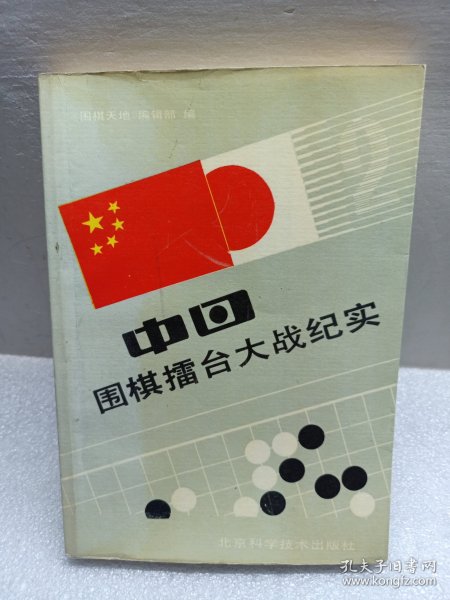 围棋天地 编辑部 编
中日
围棋擂台大战纪实
北京科学技术出版社
孔夫子旧书网
www.kongfz.com